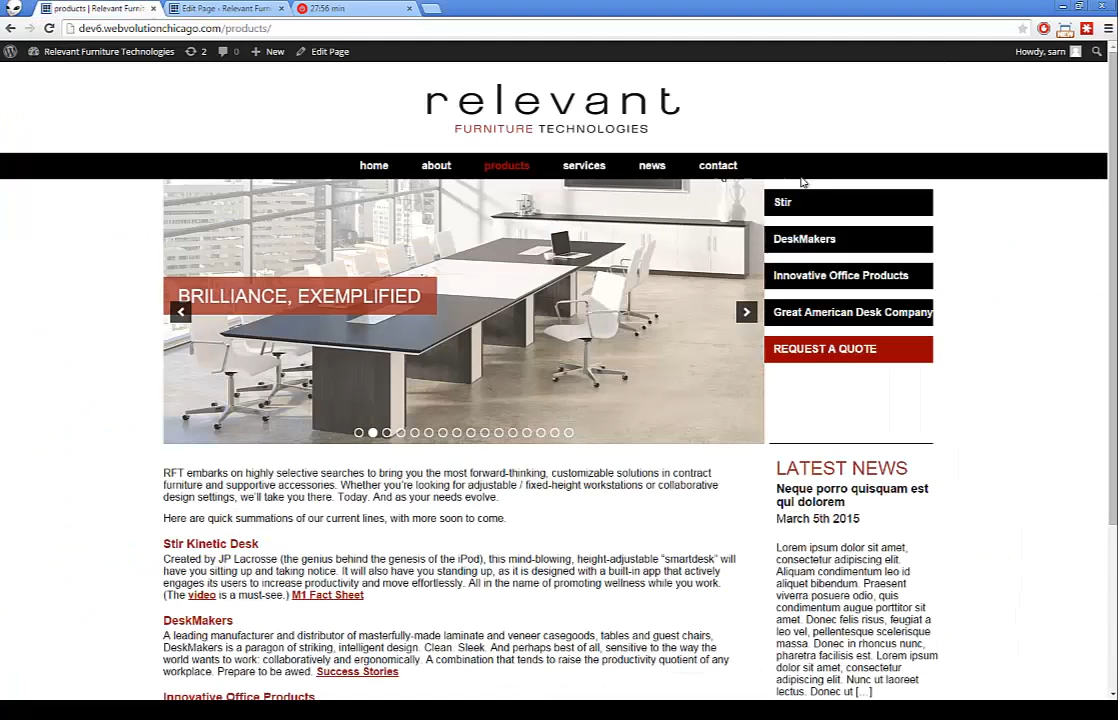 products | Relevant Furnit
Edit Page ‹ Relevant Furn
27:56 min
dev6.webvolutionchicago.com/products/
NEW
Relevant Furniture Technologies
2
0
New
Edit Page
Howdy, sarn
relevant
FURNITURE TECHNOLOGIES
home
about
products
services
news
contact
Stir
DeskMakers
Innovative Office Products
Great American Desk Company
REQUEST A QUOTE
BRILLIANCE, EXEMPLIFIED
RFT embarks on highly selective searches to bring you the most forward-thinking, customizable solutions in contract
furniture and supportive accessories. Whether you're looking for adjustable / fixed-height workstations or collaborative
design settings, we'll take you there. Today. And as your needs evolve.
Here are quick summations of our current lines, with more soon to come.
Stir Kinetic Desk
Created by JP Lacrosse (the genius behind the genesis of the iPod), this mind-blowing, height-adjustable "smartdesk" will
have you sitting up and taking notice. It will also have you standing up, as it is designed with a built-in app that actively
engages its users to increase productivity and move effortlessly. All in the name of promoting wellness while you work.
(The video is a must-see.) M1 Fact Sheet
DeskMakers
A leading manufacturer and distributor of masterfully-made laminate and veneer casegoods, tables and guest chairs,
DeskMakers is a paragon of striking, intelligent design. Clean. Sleek. And perhaps best of all, sensitive to the way the
world wants to work: collaboratively and ergonomically. A combination that tends to raise the productivity quotient of any
workplace. Prepare to be awed. Success Stories
Innovative Office Products
LATEST NEWS
Neque porro quisquam est
qui dolorem
March 5th 2015
Lorem ipsum dolor sit amet,
consectetur adipiscing elit.
Aliquam condimentum leo id
aliquet bibendum. Praesent
viverra posuere odio, quis
condimentum augue porttitor sit
amet. Donec felis risus, feugiat a
leo vel, pellentesque scelerisque
massa. Donec in rhoncus nunc,
pharetra facilisis est. Lorem ipsum
dolor sit amet, consectetur
adipiscing elit. Nunc ut laoreet
lectus. Donec ut [...]